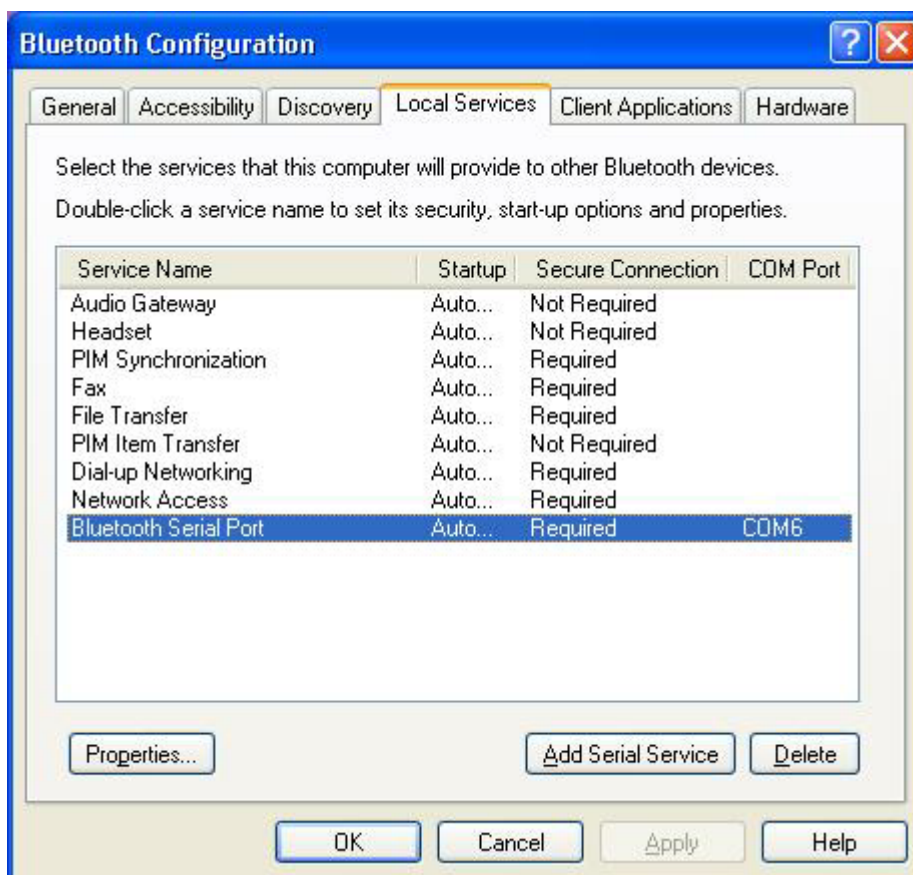 Bluetooth Configuration
General Accessibility Discovery Local Services Client Applications Hardware
Select the services that this computer will provide to other Bluetooth devices.
Double-click a service name to set its security, start-up options and properties.
Service Name Startup Secure Connection COM Port
Audio Gateway Auto... Not Required
Headset Auto... Not Required
PIM Synchronization Auto... Required
Fax Auto... Required
File Transfer Auto... Required
PIM Item Transfer Auto... Not Required
Dial-up Networking Auto... Required
Network Access Auto... Required
Bluetooth Serial Port Auto... Required COM6
Properties... Add Serial Service Delete
OK Cancel Apply Help